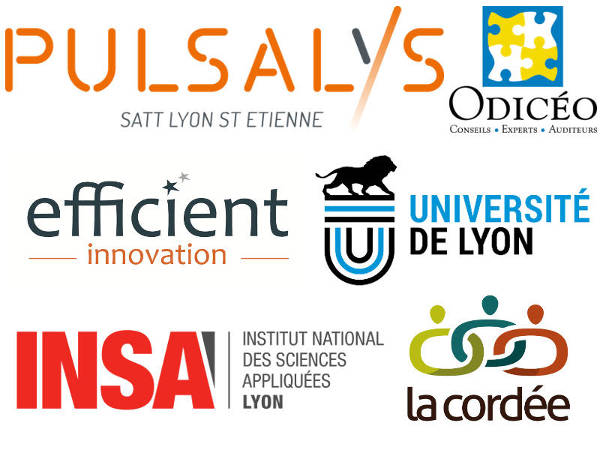 PULSALYS
SATT LYON ST ETIENNE
ODICÉO
CONSEILS • EXPERTS • AUDITEURS
efficient
innovation
UNIVERSITÉ
DE LYON
INSA
INSTITUT NATIONAL
DES SCIENCES
APPLIQUÉES
LYON
la cordée